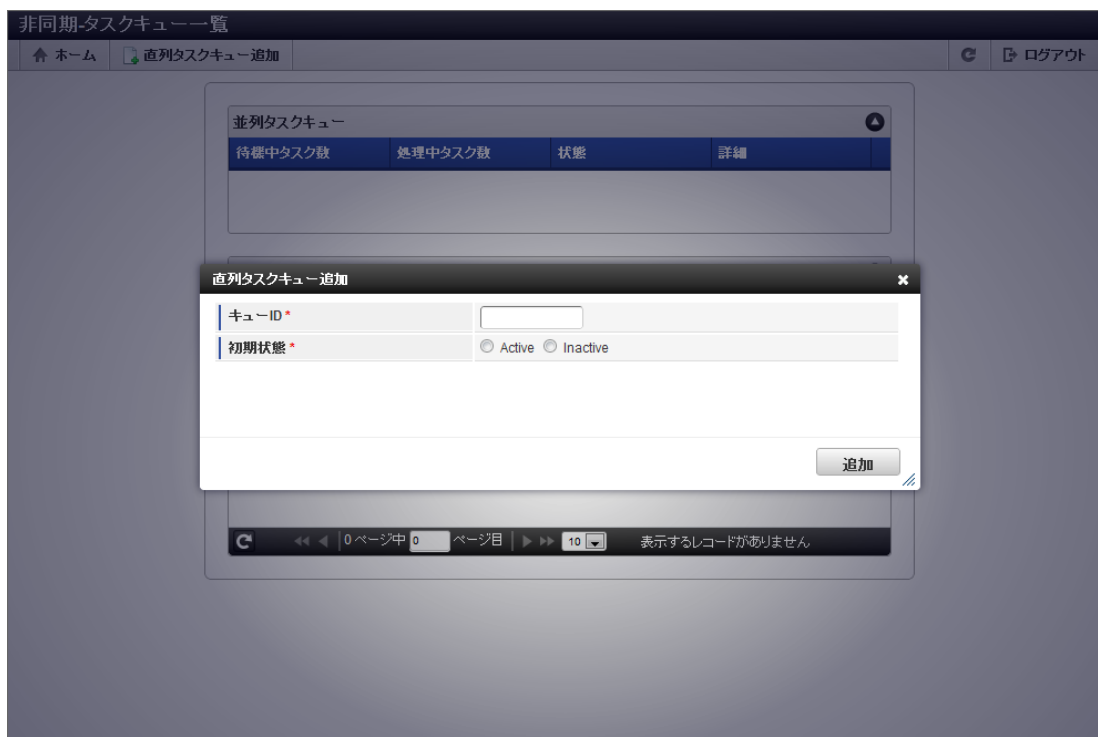 非同期-タスクキュー一覧
ホーム 直列タスクキュー追加 ログアウト
並列タスクキュー
待機中タスク数 処理中タスク数 状態 詳細
直列タスクキュー追加
キューID *
初期状態 * Active Inactive
追加
0 ページ中 0 ページ目 10 表示するレコードがありません